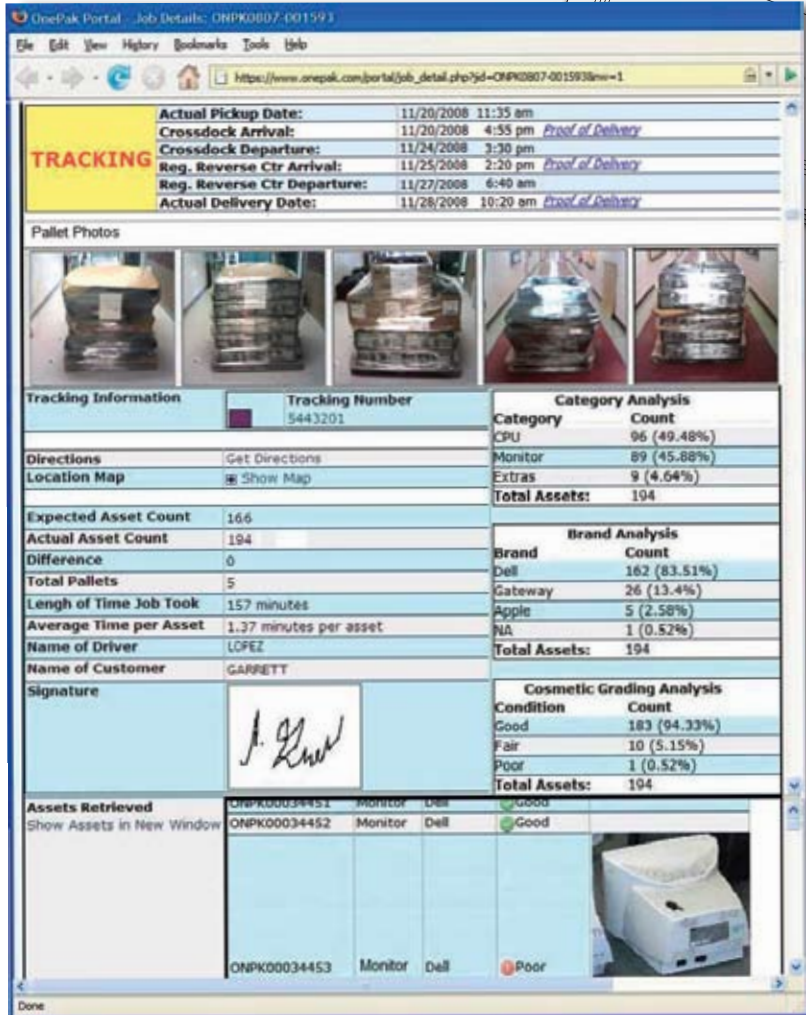 OnePak Portal - Job Details: ONPK0807-001593
File Edit View History Bookmarks Tools Help
https://www.onepak.com/portal/job_detail.php?jid=ONPK0807-001593&nw=1
TRACKING
Actual Pickup Date: 11/20/2008 11:35 am
Crossdock Arrival: 11/20/2008 4:55 pm Proof of Delivery
Crossdock Departure: 11/24/2008 3:30 pm
Reg. Reverse Ctr Arrival: 11/25/2008 2:20 pm Proof of Delivery
Reg. Reverse Ctr Departure: 11/27/2008 6:40 am
Actual Delivery Date: 11/28/2008 10:20 am Proof of Delivery
Pallet Photos
Tracking Information
Tracking Number
5443201
Directions Get Directions
Location Map Show Map
Expected Asset Count 166
Actual Asset Count 194
Difference 0
Total Pallets 5
Lengh of Time Job Took 157 minutes
Average Time per Asset 1.37 minutes per asset
Name of Driver LOPEZ
Name of Customer GARRETT
Signature
Category Analysis
Category Count
CPU 96 (49.48%)
Monitor 89 (45.88%)
Extras 9 (4.64%)
Total Assets: 194
Brand Analysis
Brand Count
Dell 162 (83.51%)
Gateway 26 (13.4%)
Apple 5 (2.58%)
NA 1 (0.52%)
Total Assets: 194
Cosmetic Grading Analysis
Condition Count
Good 183 (94.33%)
Fair 10 (5.15%)
Poor 1 (0.52%)
Total Assets: 194
Assets Retrieved
Show Assets in New Window
ONPK00034451 Monitor Dell Good
ONPK00034452 Monitor Dell Good
ONPK00034453 Monitor Dell Poor
Done